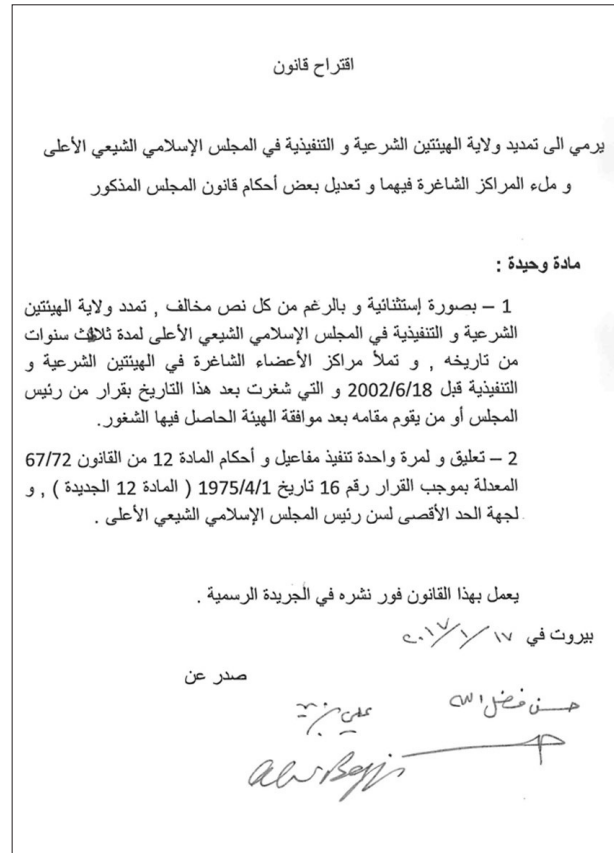 اقتراح قانون
يرمي الى تمديد ولاية الهيئتين الشرعية و التنفيذية في المجلس الإسلامي الشيعي الأعلى
و ملء المراكز الشاغرة فيهما و تعديل بعض أحكام قانون المجلس المذكور
مادة وحيدة :
1 – بصورة إستثنائية و بالرغم من كل نص مخالف , تمدد ولاية الهيئتين
الشرعية و التنفيذية في المجلس الإسلامي الشيعي الأعلى لمدة ثلاث سنوات
من تاريخه , و تملأ مراكز الأعضاء الشاغرة في الهيئتين الشرعية و
التنفيذية قبل 2002/6/18 و التي شغرت بعد هذا التاريخ بقرار من رئيس
المجلس أو من يقوم مقامه بعد موافقة الهيئة الحاصل فيها الشغور.
2 – تعليق و لمرة واحدة تنفيذ مفاعيل و أحكام المادة 12 من القانون 67/72
المعدلة بموجب القرار رقم 16 تاريخ 1975/4/1 ( المادة 12 الجديدة ) , و
لجهة الحد الأقصى لسن رئيس المجلس الإسلامي الشيعي الأعلى .
يعمل بهذا القانون فور نشره في الجريدة الرسمية .
بيروت في ١٧/١/٢٠١٧
صدر عن
حسن فضل الله
علي بزي